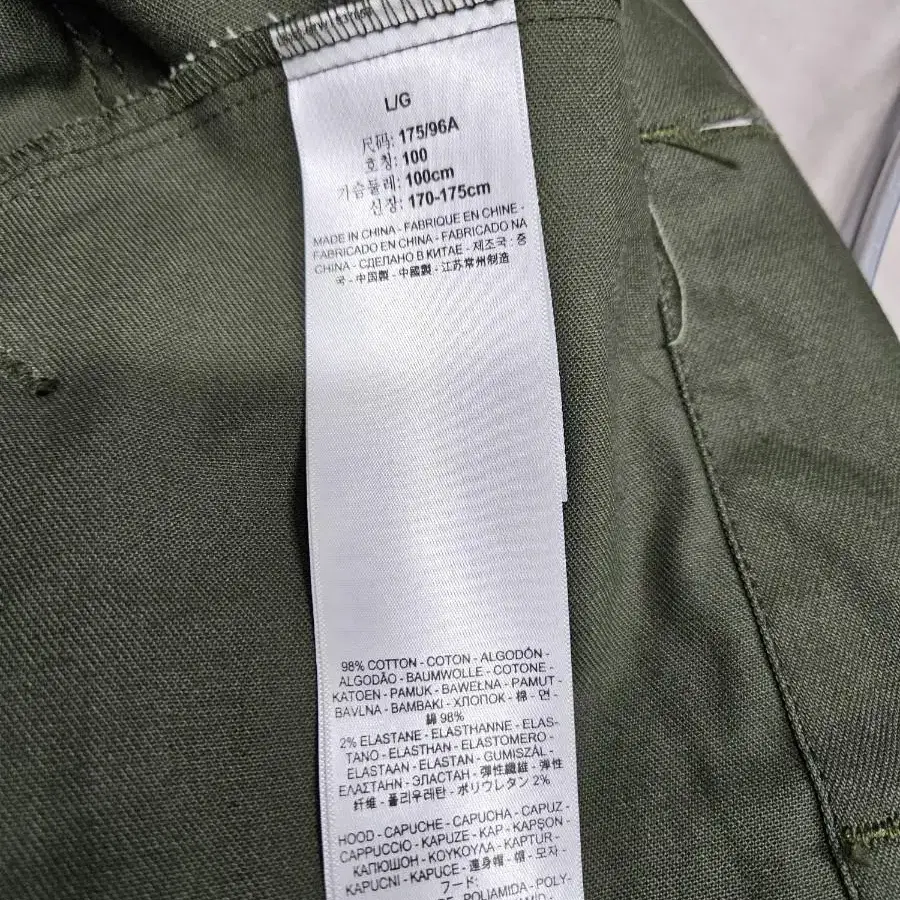 L/G
尺码: 175/96A
호칭: 100
가슴둘레: 100cm
신장: 170-175cm
MADE IN CHINA - FABRIQUE EN CHINE -
FABRICADO EN CHINA - FABRICADO NA
CHINA - СДЕЛАНО В КИТАЕ - 제조국 : 중
국 - 中国製 - 中國製 - 江苏常州制造
98% COTTON - COTON - ALGODÓN -
ALGODÃO - BAUMWOLLE - COTONE -
KATOEN - PAMUK - BAWEŁNA - PAMUT -
BAVLNA - BAMBAKI - ХЛОПОК - 棉 - 면 -
綿 98%
2% ELASTANE - ELASTHANNE - ELAS-
TANO - ELASTHAN - ELASTOMERO -
ELASTAAN - ELASTAN - GUMISZÁL -
ΕΛΑΣΤΑΗ - ЭЛАСТАН - 弹性纖維 - 弹性
纤维 - 폴리우레탄 - ポリウレタン 2%
HOOD - CAPUCHE - CAPUCHA - CAPUZ -
CAPPUCCIO - KAPUZE - KAP - KAPŞON -
КАПЮШОН - ΚΟΥΚΟΥΛΑ - KAPTUR -
KAPUCNI - KAPUCE - 連身帽 - 帽 - 모자 -
フード:
POLIAMIDA - POLY-